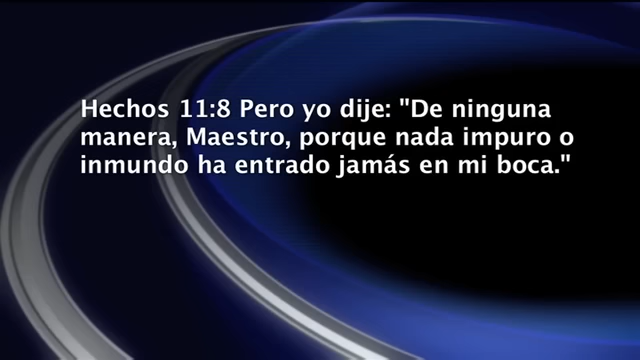 Hechos 11:8 Pero yo dije: "De ninguna
manera, Maestro, porque nada impuro o
inmundo ha entrado jamás en mi boca."